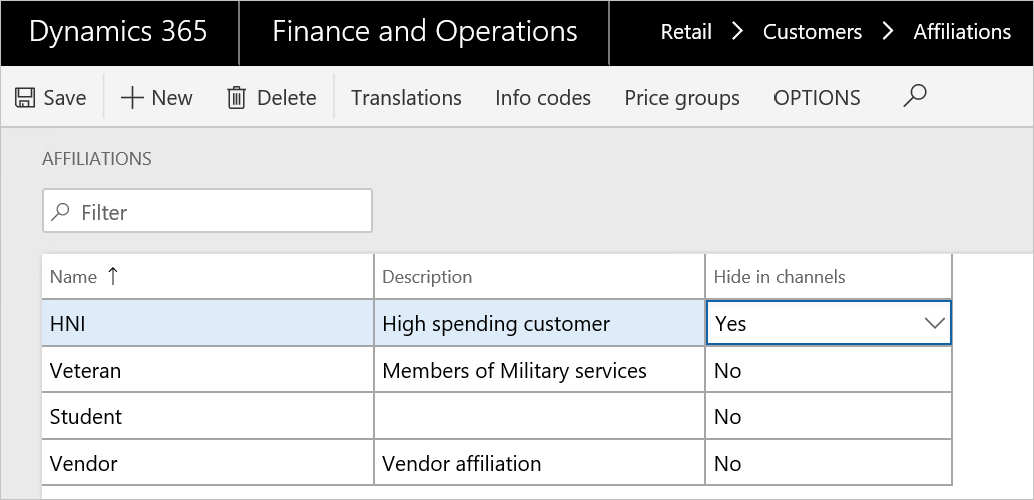 Dynamics 365 Finance and Operations Retail > Customers > Affiliations
Save New Delete Translations Info codes Price groups OPTIONS
AFFILIATIONS
Filter
Name ↑ Description Hide in channels
HNI High spending customer Yes
Veteran Members of Military services No
Student No
Vendor Vendor affiliation No